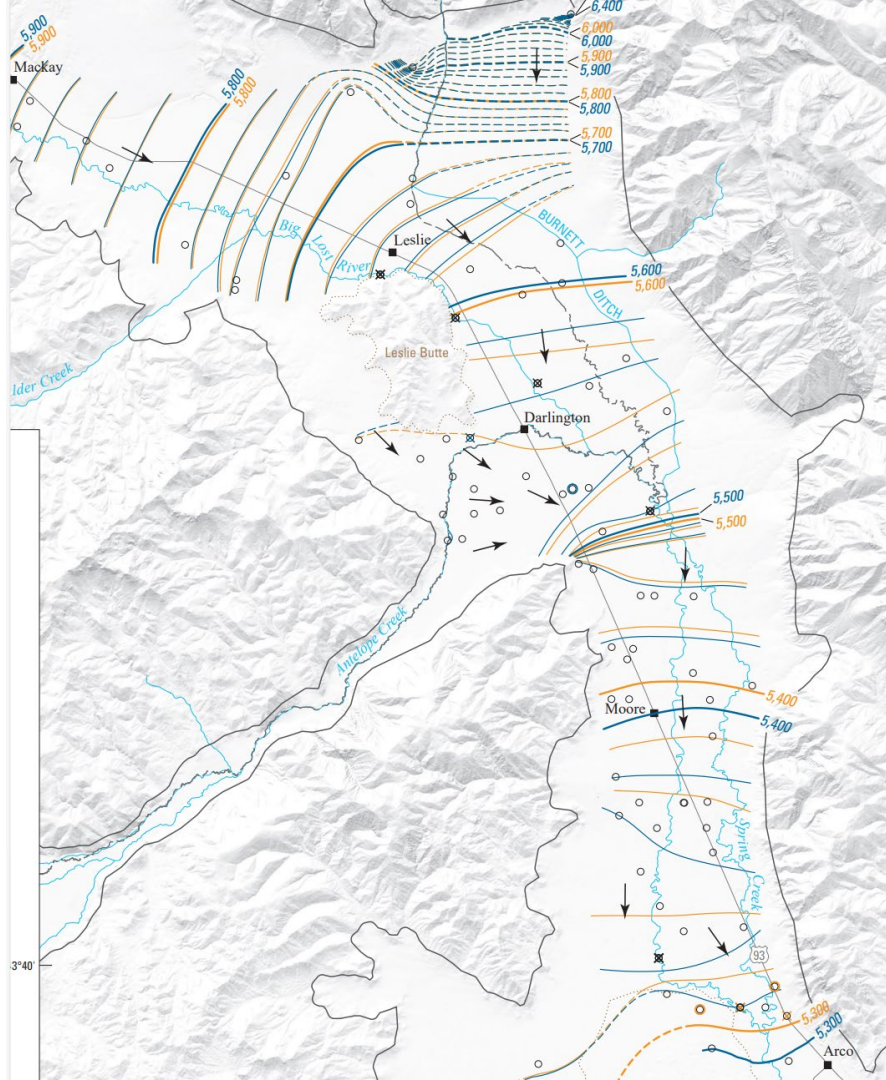 6,400
6,000
6,000
5,900
5,900
5,800
5,800
5,700
5,700
5,900
5,900
Mackay
5,800
5,800
Big Lost River
Leslie
BURNETT DITCH
5,600
5,600
Leslie Butte
lder Creek
Darlington
5,500
5,500
Antelope Creek
5,400
Moore
5,400
Spring Creek
93
3°40'
5,300
5,300
Arco